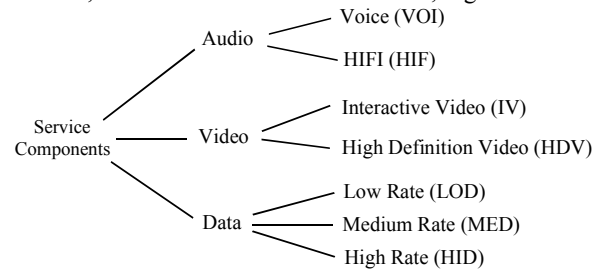 Audio
Voice (VOI)
HIFI (HIF)
Service
Components
Video
Interactive Video (IV)
High Definition Video (HDV)
Data
Low Rate (LOD)
Medium Rate (MED)
High Rate (HID)